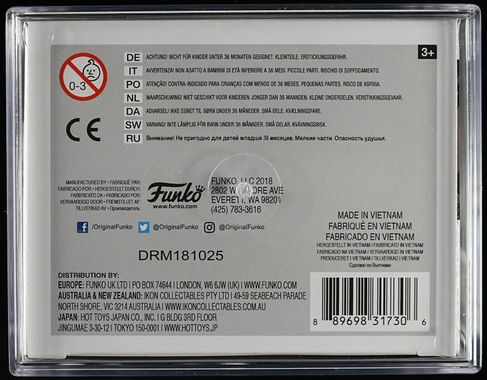 0-3
3+
DE ACHTUNG! NICHT FÜR KINDER UNTER 36 MONATEN GEEIGNET. KLEINTEILE. ERSTICKUNGSGEFAHR.
IT AVVERTENZA! NON ADATTO A BAMBINI DI ETÀ INFERIORE A 36 MESI. PICCOLE PARTI. RISCHIO DI SOFFOCAMENTO.
PO ATENÇÃO! CONTRA-INDICADO PARA CRIANÇAS COM MENOS DE 36 MESES. PEQUENAS PARTES. RISCO DE ASFIXIA.
NL WAARSCHUWING! NIET GESCHIKT VOOR KINDEREN JONGER DAN 36 MAANDEN. KLEINE ONDERDELEN. VERSTIKKINGSGEVAAR.
DA ADVARSEL! IKKE EGNET TIL BØRN UNDER 36 MÅNEDER. SMÅ DELE. KVÆLNINGSFARE.
SW VARNING! INTE LÄMPLIG FÖR BARN UNDER 36 MÅNADER. SMÅ DELAR. KVÄVNINGSRISK.
RU Внимание! Не пригодно для детей младше 36 месяцев. Мелкие части. Опасность удушья.
CE
MANUFACTURED BY • FABRIQUÉ PAR
FABRICADO POR • HERGESTELLT DURCH
FABRICADO DA • FABRICADO POR
VERVAARDIGD DOOR • FREMSTILLET AF
TILLVERKAD AV • Производитель
Funko
www.funko.com
FUNKO, LLC 2018
2802 WETMORE AVE
EVERETT, WA 98201
(425) 783-3616
/OriginalFunko @OriginalFunko @OriginalFunko
DRM181025
MADE IN VIETNAM
FABRIQUÉ EN VIETNAM
FABRICADO EN VIETNAM
HERGESTELLT IN VIETNAM / FABBRICATO IN VIETNAM
FABRICADO EM VIETNAM / VERVAARDIGD IN VIETNAM
PRODUCERET I VIETNAM / TILLVERKAD I VIETNAM
Сделано во Вьетнаме
DISTRIBUTION BY:
EUROPE: FUNKO UK LTD | PO BOX 74644 | LONDON, W6 6JW (UK) | WWW.FUNKO.COM
AUSTRALIA & NEW ZEALAND: IKON COLLECTABLES PTY LTD | 49-59 SEABEACH PARADE
NORTH SHORE, VIC 3214 AUSTRALIA | WWW.IKONCOLLECTABLES.COM.AU
JAPAN: HOT TOYS JAPAN CO., INC. | G BLDG 3RD FLOOR
JINGUMAE 3-30-12 | TOKYO 150-0001 | WWW.HOTTOYS.JP
8 89698 31730 6